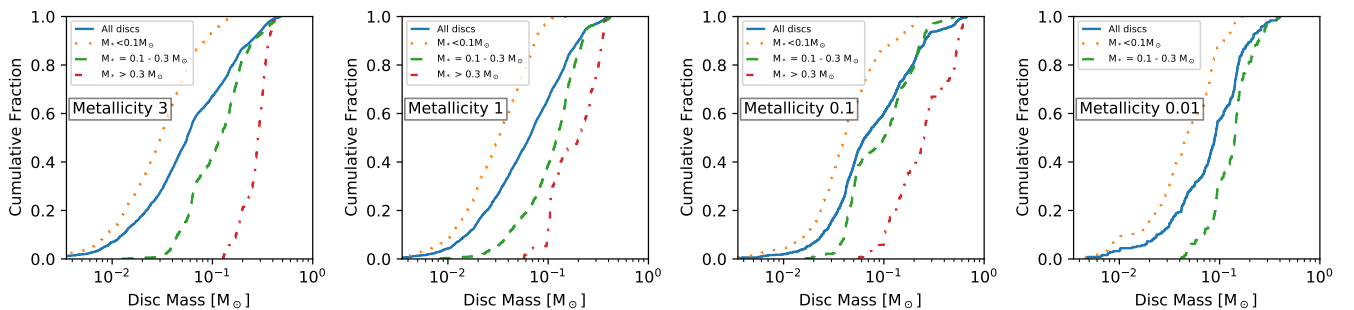 Cumulative Fraction
1.0
0.8
0.6
0.4
0.2
0.0
All discs
M*<0.1M⊙
M* = 0.1 - 0.3 M⊙
M* > 0.3 M⊙
Metallicity 3
10⁻²
10⁻¹
10⁰
Disc Mass [M⊙]
Cumulative Fraction
1.0
0.8
0.6
0.4
0.2
0.0
All discs
M*<0.1M⊙
M* = 0.1 - 0.3 M⊙
M* > 0.3 M⊙
Metallicity 1
10⁻²
10⁻¹
10⁰
Disc Mass [M⊙]
Cumulative Fraction
1.0
0.8
0.6
0.4
0.2
0.0
All discs
M*<0.1M⊙
M* = 0.1 - 0.3 M⊙
M* > 0.3 M⊙
Metallicity 0.1
10⁻²
10⁻¹
10⁰
Disc Mass [M⊙]
Cumulative Fraction
1.0
0.8
0.6
0.4
0.2
0.0
All discs
M*<0.1M⊙
M* = 0.1 - 0.3 M⊙
Metallicity 0.01
10⁻²
10⁻¹
10⁰
Disc Mass [M⊙]